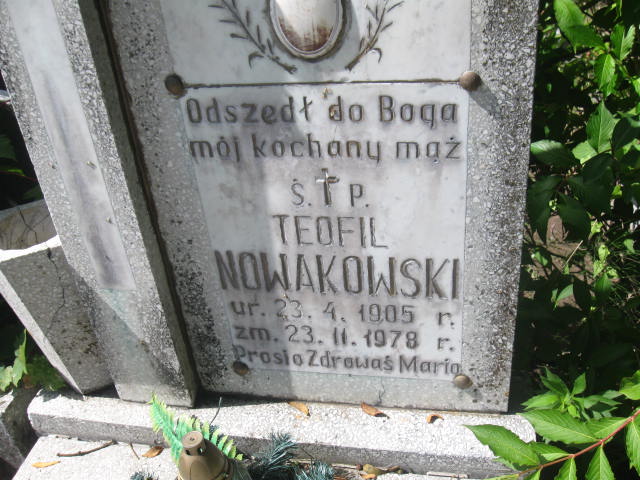 Odszedł do Boga
mój kochany mąż
Ś. P.
TEOFIL
NOWAKOWSKI
ur. 23. 4. 1905 r.
zm. 23. 11. 1978 r.
Prosi o Zdrowaś Maria